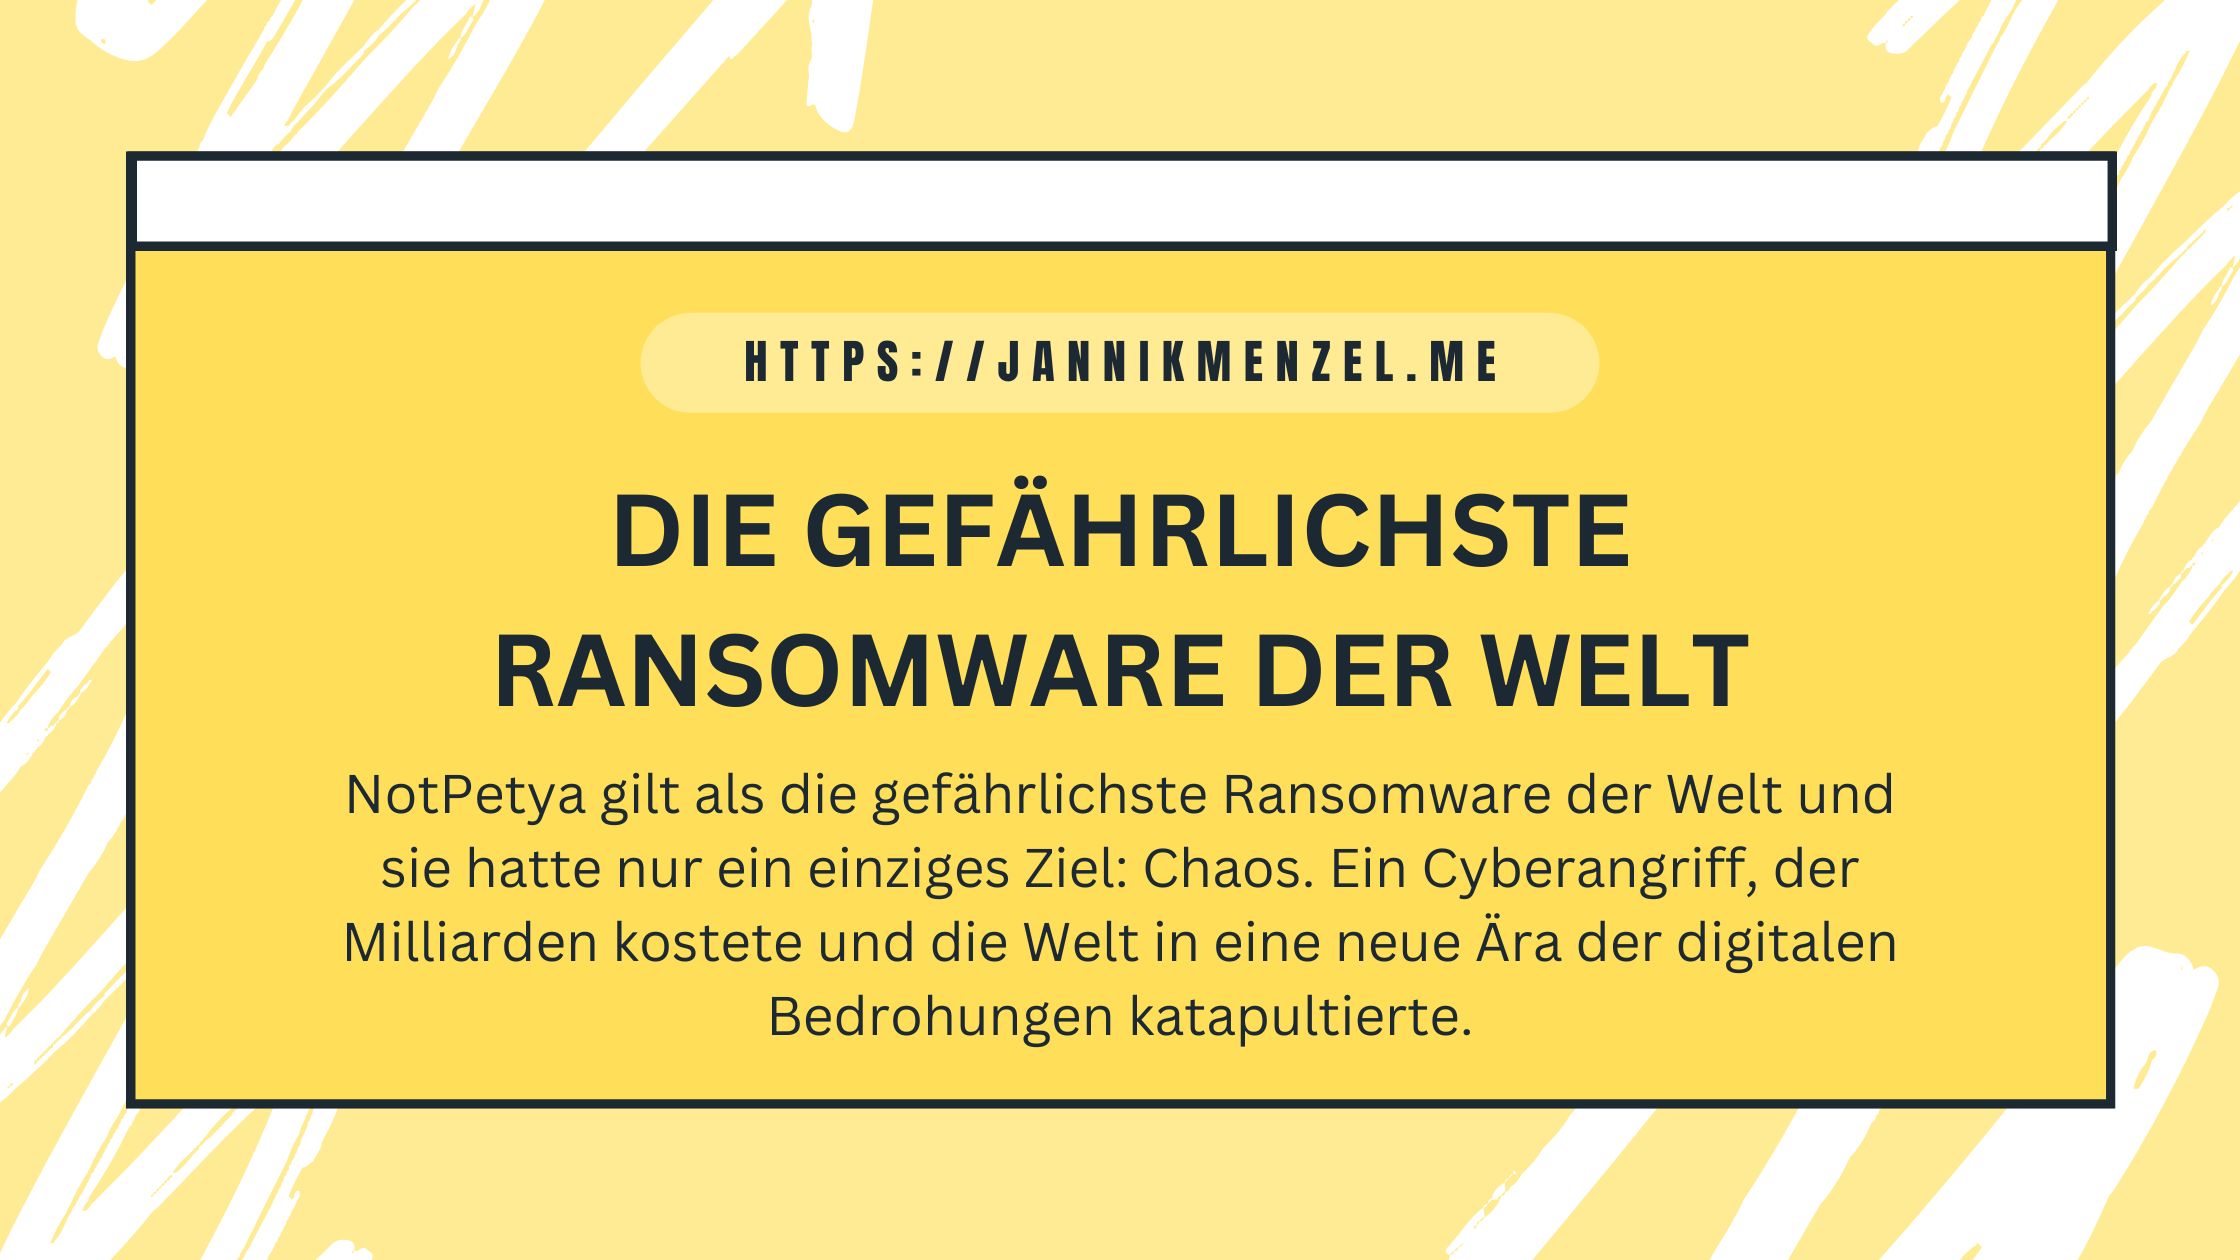 HTTPS://JANNIKMENZEL.ME
DIE GEFÄHRLICHSTE
RANSOMWARE DER WELT
NotPetya gilt als die gefährlichste Ransomware der Welt und
sie hatte nur ein einziges Ziel: Chaos. Ein Cyberangriff, der
Milliarden kostete und die Welt in eine neue Ära der digitalen
Bedrohungen katapultierte.